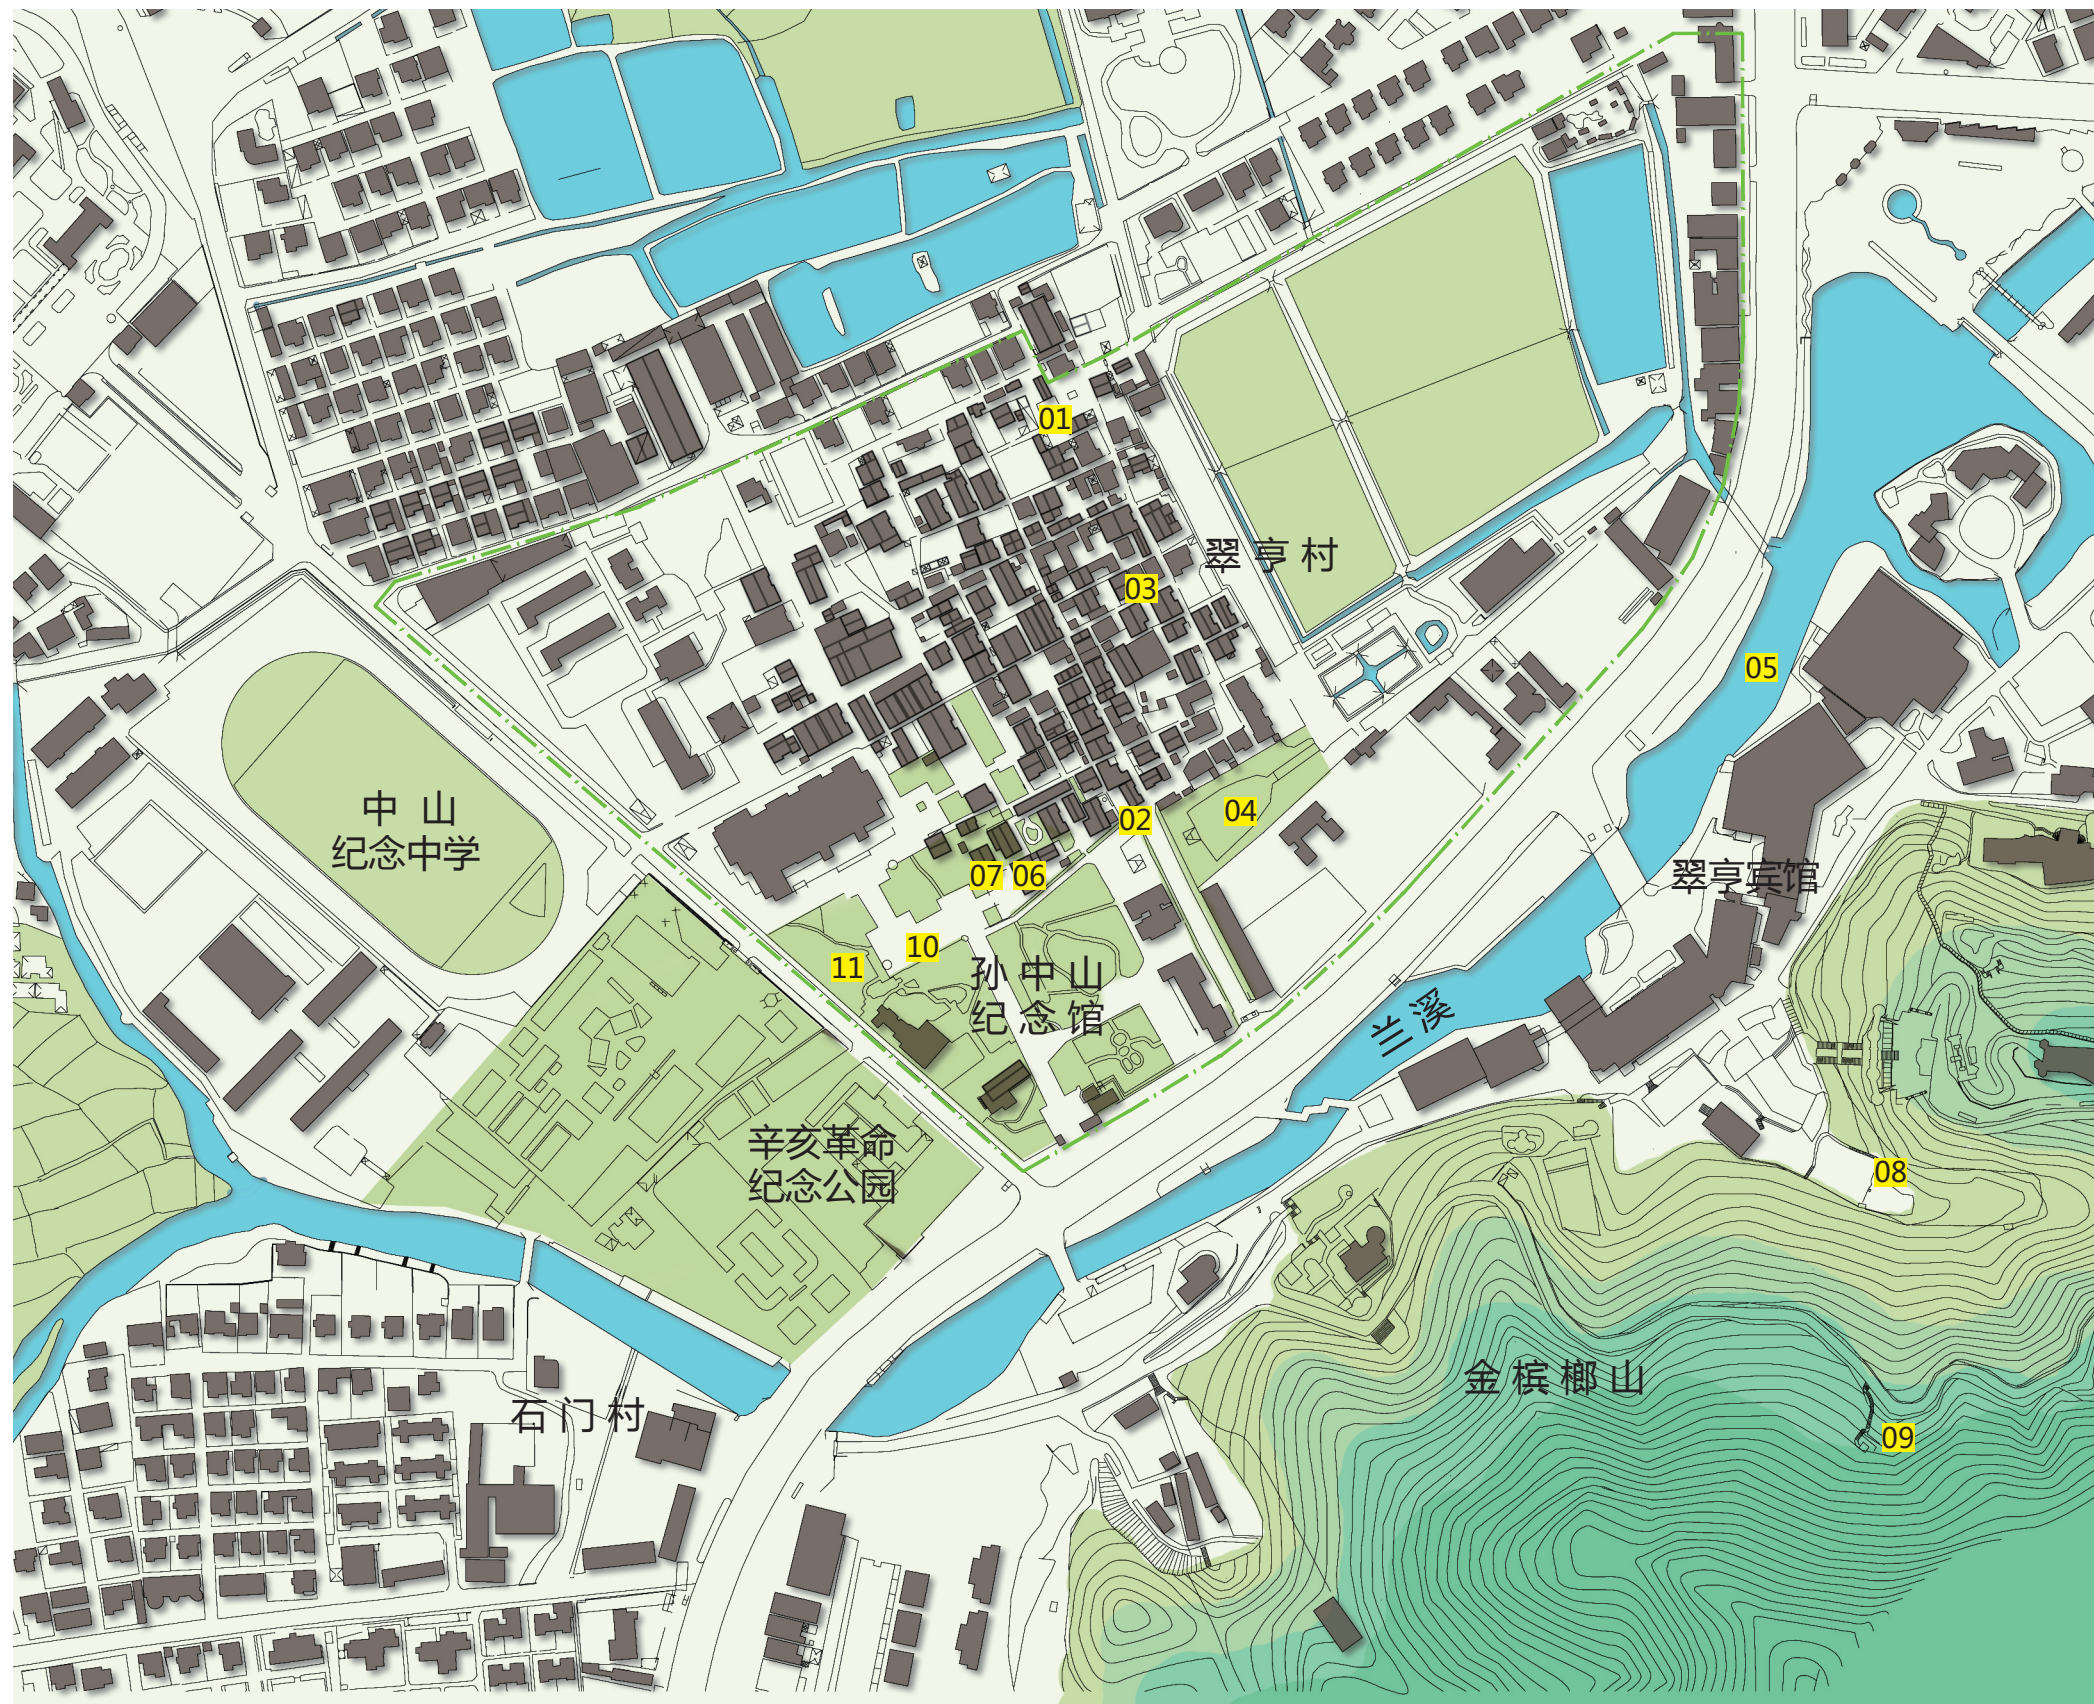 01
03
翠亨村
05
中山
纪念中学
02
04
07
06
翠亨宾馆
10
11
孙中山
纪念馆
兰溪
辛亥革命
纪念公园
08
金槟榔山
石门村
09